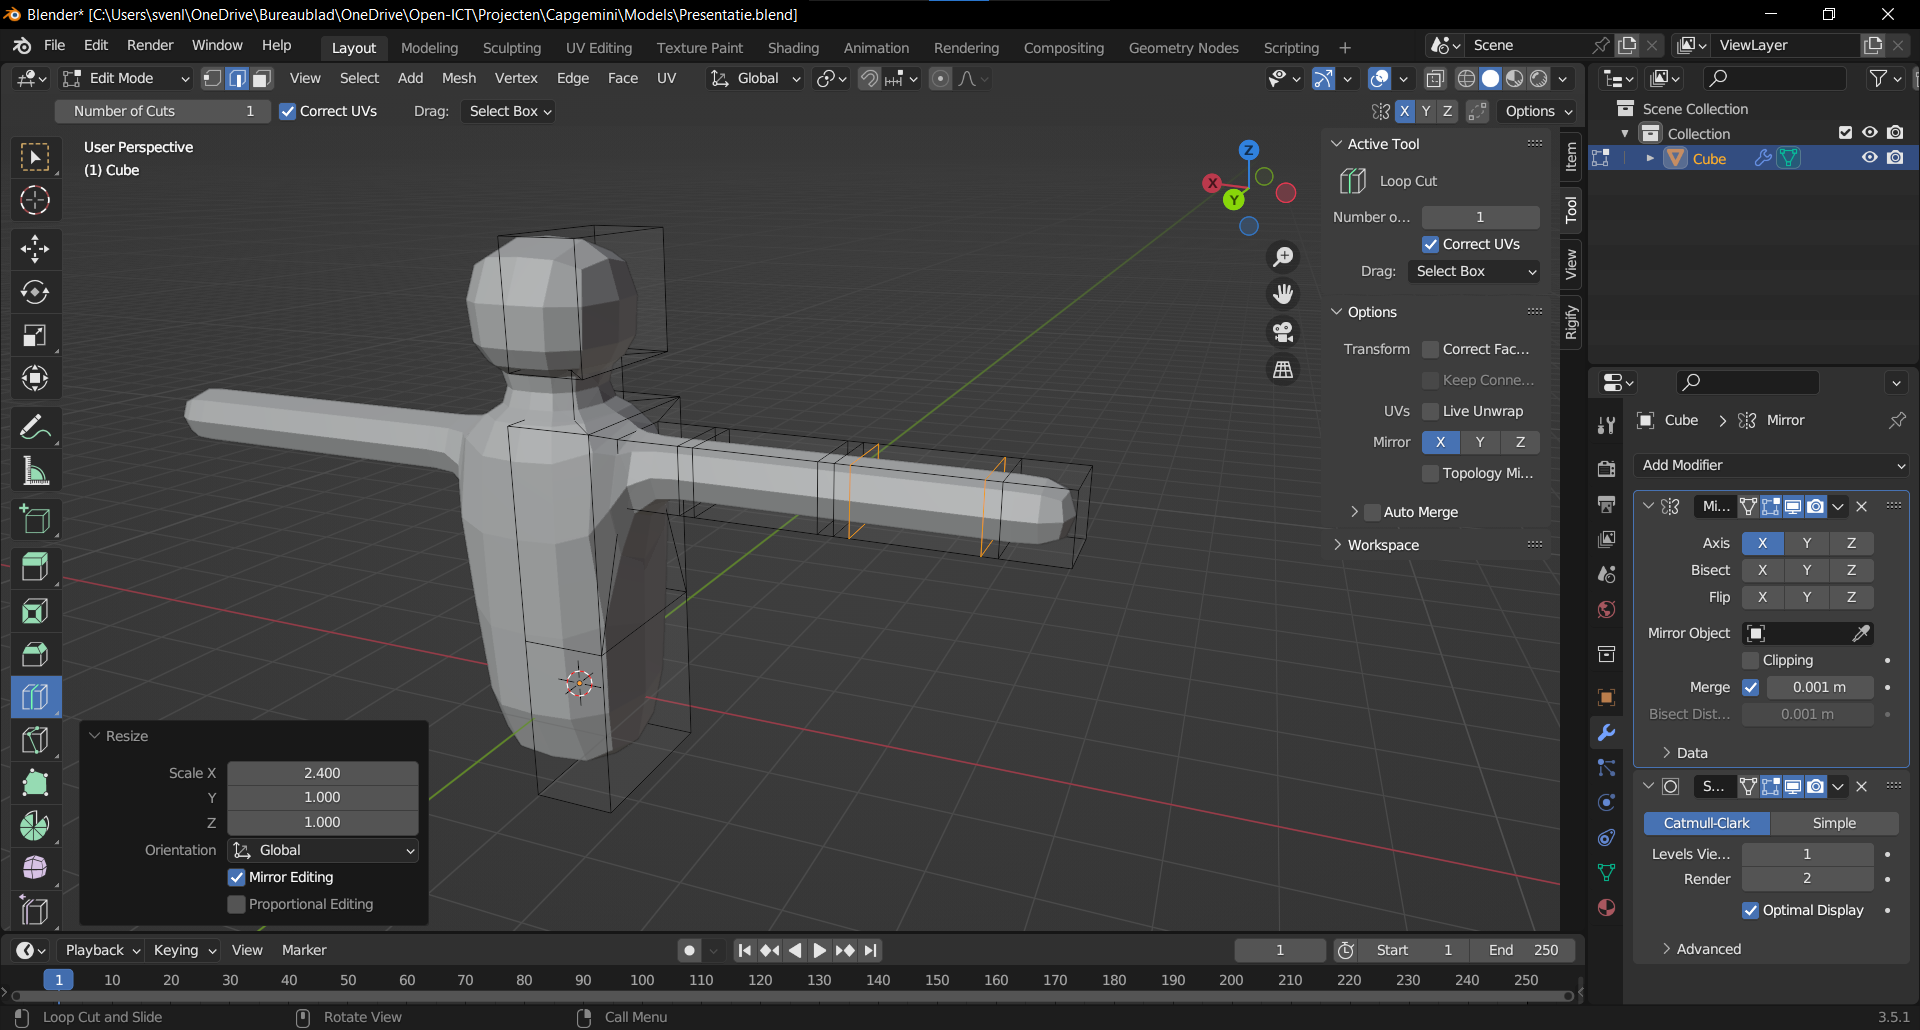 Blender* [C:\Users\svenl\OneDrive\Bureaublad\OneDrive\Open-ICT\Projecten\Capgemini\Models\Presentatie.blend]
File Edit Render Window Help Layout Modeling Sculpting UV Editing Texture Paint Shading Animation Rendering Compositing Geometry Nodes Scripting + Scene ViewLayer
Edit Mode View Select Add Mesh Vertex Edge Face UV Global
Number of Cuts 1 Correct UVs Drag: Select Box X Y Z Options
User Perspective
(1) Cube
Z
X
Y
Active Tool
Loop Cut
Number o... 1
Correct UVs
Drag: Select Box
Options
Transform Correct Fac...
Keep Conne...
UVs Live Unwrap
Mirror X Y Z
Topology Mi...
Auto Merge
Workspace
Item
Tool
View
Rigify
Scene Collection
Collection
Cube
Cube Mirror
Add Modifier
Mi...
Axis X Y Z
Bisect X Y Z
Flip X Y Z
Mirror Object
Clipping
Merge 0.001 m
Bisect Dist... 0.001 m
Data
S...
Catmull-Clark Simple
Levels Vie... 1
Render 2
Optimal Display
Advanced
Resize
Scale X 2.400
Y 1.000
Z 1.000
Orientation Global
Mirror Editing
Proportional Editing
Playback Keying View Marker 1 Start 1 End 250
1 10 20 30 40 50 60 70 80 90 100 110 120 130 140 150 160 170 180 190 200 210 220 230 240 250
Loop Cut and Slide Rotate View Call Menu 3.5.1